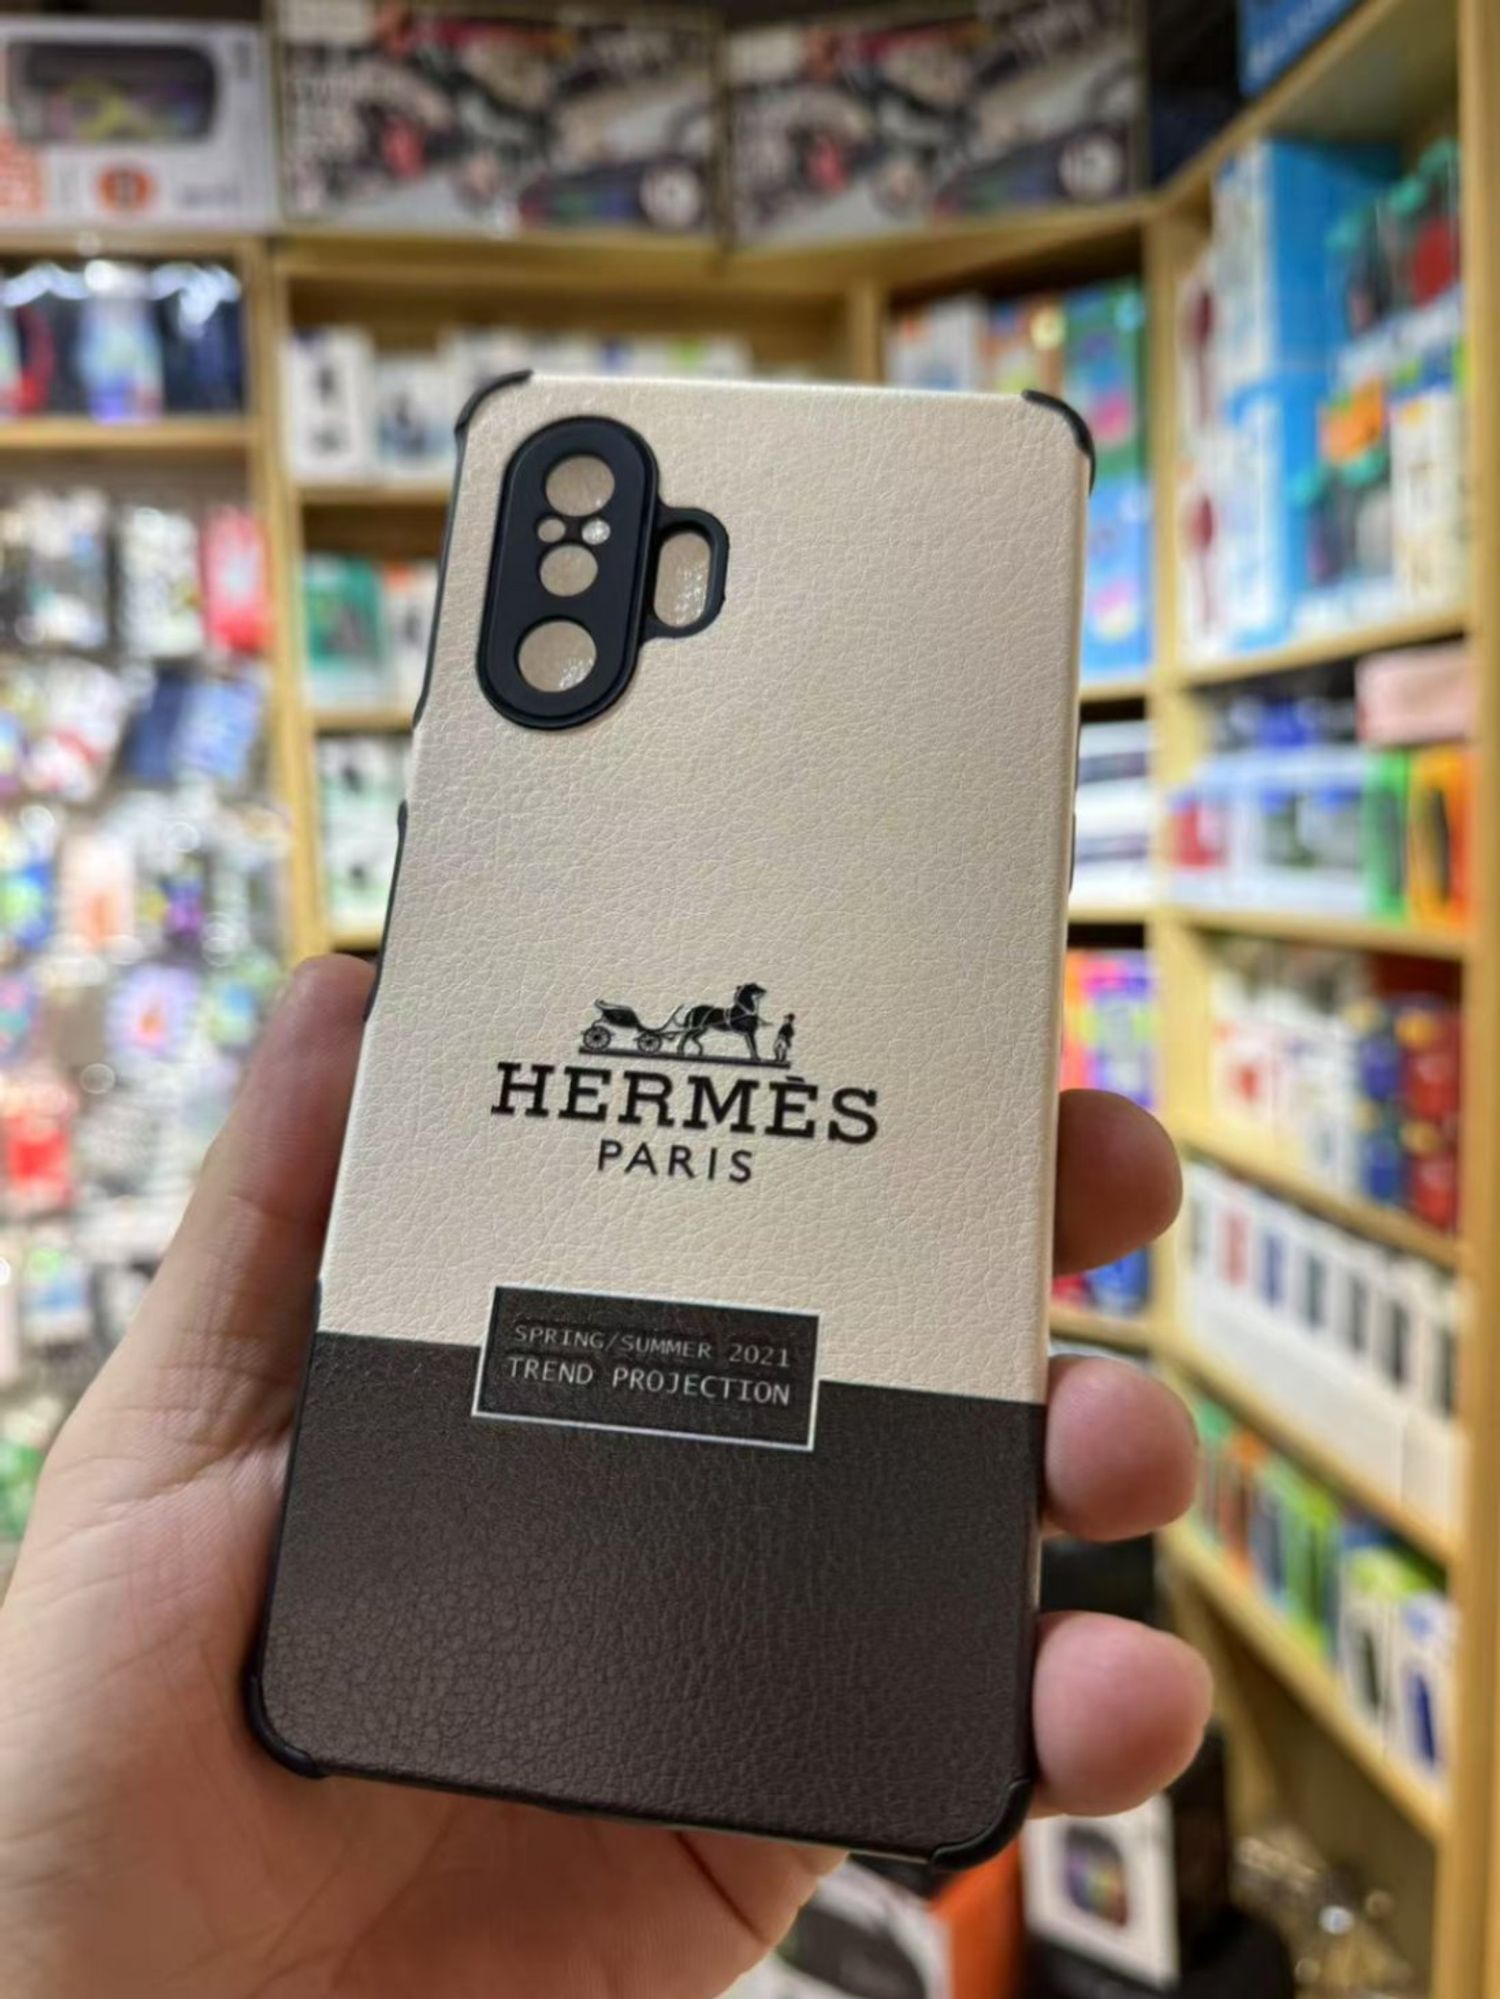 HERMÈS
PARIS
SPRING/SUMMER 2021
TREND PROJECTION